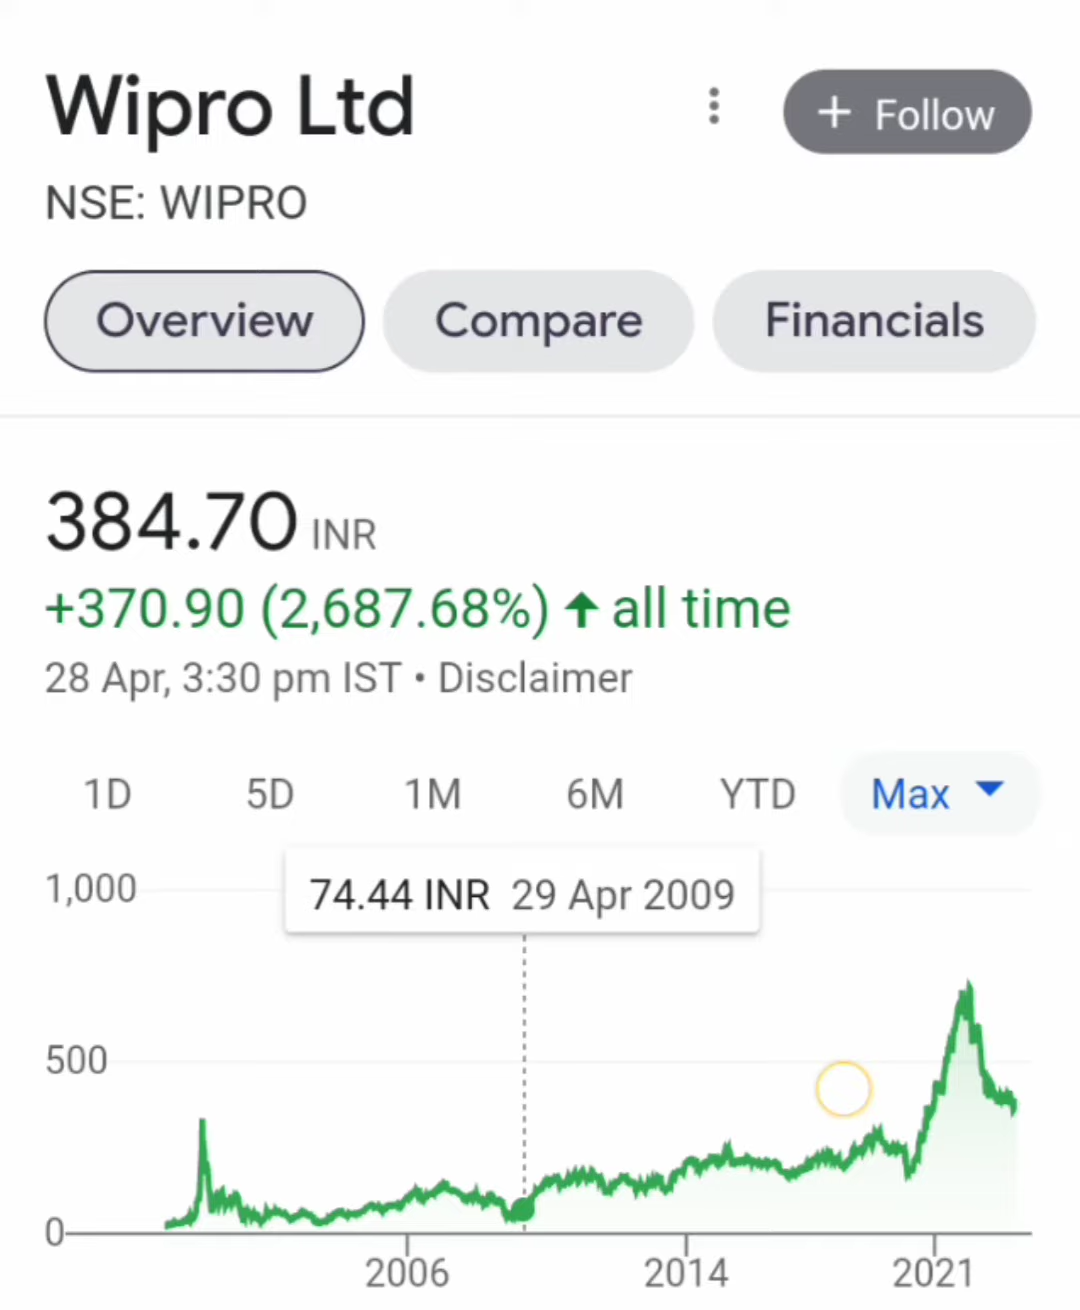 Wipro Ltd
+ Follow
NSE: WIPRO
Overview Compare Financials
384.70 INR
+370.90 (2,687.68%) ↑ all time
28 Apr, 3:30 pm IST • Disclaimer
1D 5D 1M 6M YTD Max
1,000
74.44 INR 29 Apr 2009
500
0
2006 2014 2021